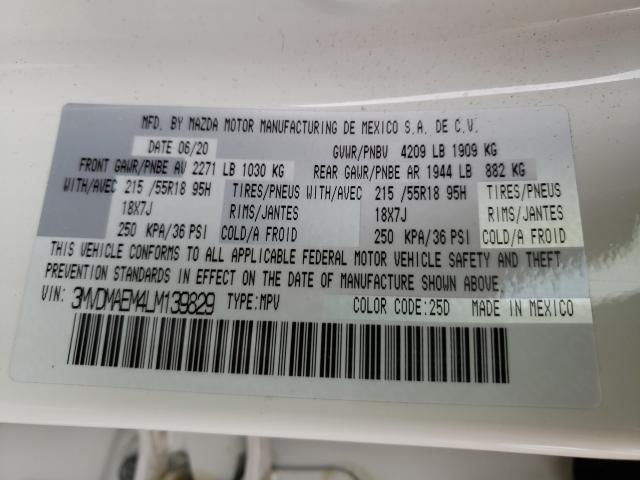 MFD. BY MAZDA MOTOR MANUFACTURING DE MEXICO S.A. DE C.V.
DATE 06/20 GVWR/PNBV 4209 LB 1909 KG
FRONT GAWR/PNBE AV 2271 LB 1030 KG REAR GAWR/PNBE AR 1944 LB 882 KG
WITH/AVEC 215 /55R18 95H TIRES/PNEUS WITH/AVEC 215 /55R18 95H TIRES/PNEUS
18X7J RIMS/JANTES 18X7J RIMS/JANTES
250 KPA/36 PSI COLD/A FROID 250 KPA/36 PSI COLD/A FROID
THIS VEHICLE CONFORMS TO ALL APPLICABLE FEDERAL MOTOR VEHICLE SAFETY AND THEFT
PREVENTION STANDARDS IN EFFECT ON THE DATE OF MANUFACTURE SHOWN ABOVE.
VIN: 3MVDMAEM4LM139829 TYPE:MPV COLOR CODE:25D MADE IN MEXICO